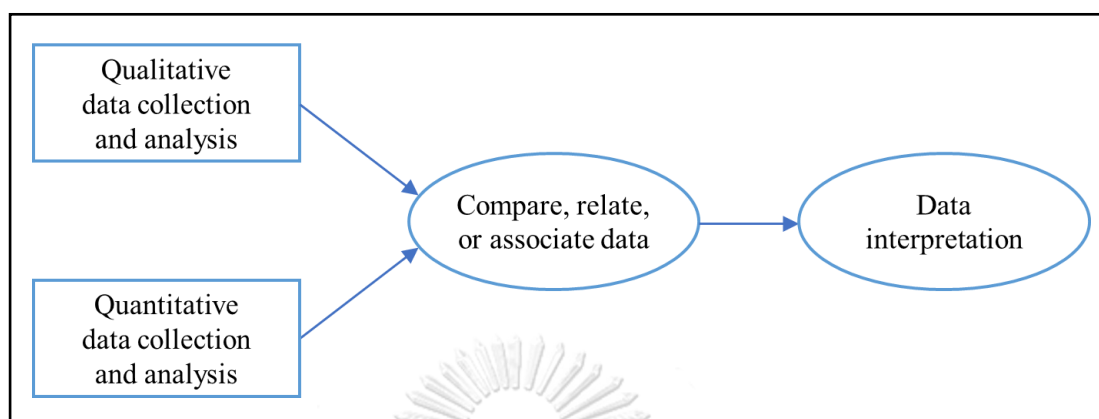 Qualitative
data collection
and analysis
Compare, relate,
or associate data
Data
interpretation
Quantitative
data collection
and analysis